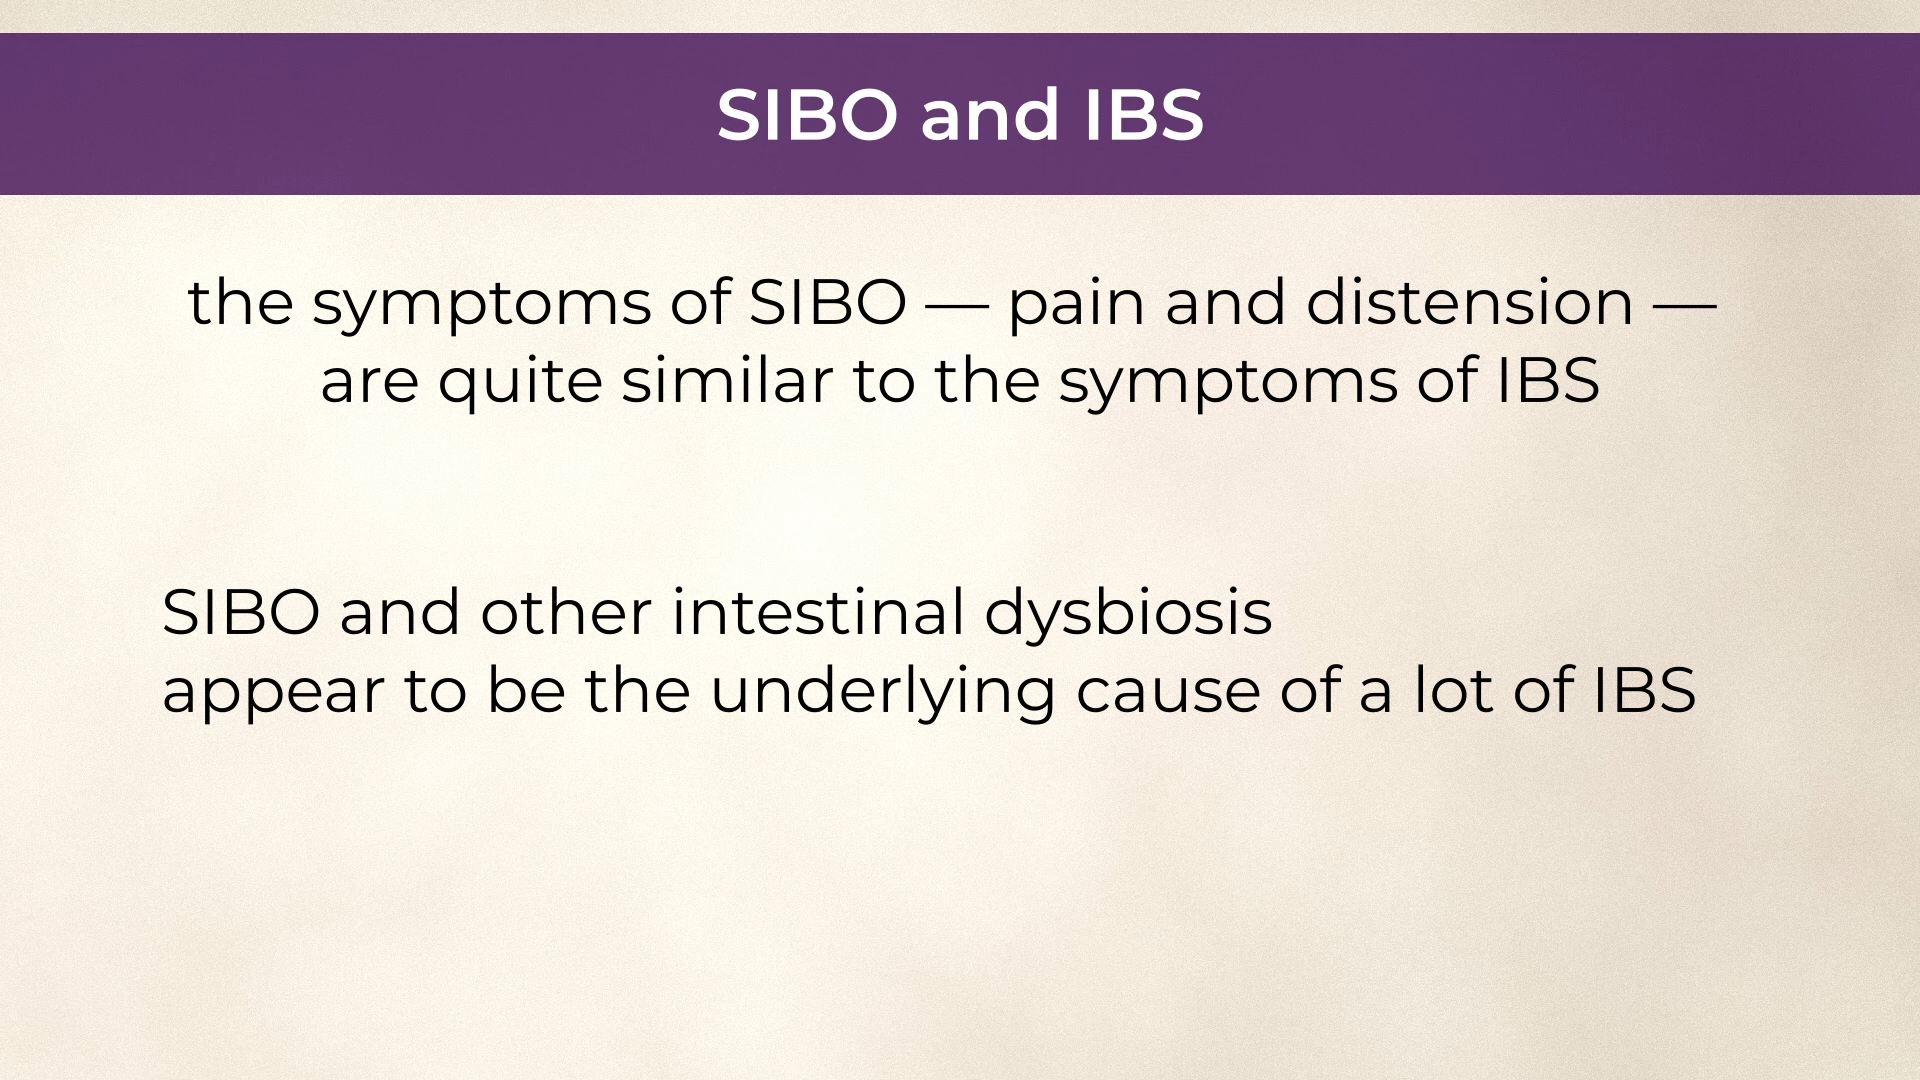 SIBO and IBS
the symptoms of SIBO — pain and distension —
are quite similar to the symptoms of IBS
SIBO and other intestinal dysbiosis
appear to be the underlying cause of a lot of IBS